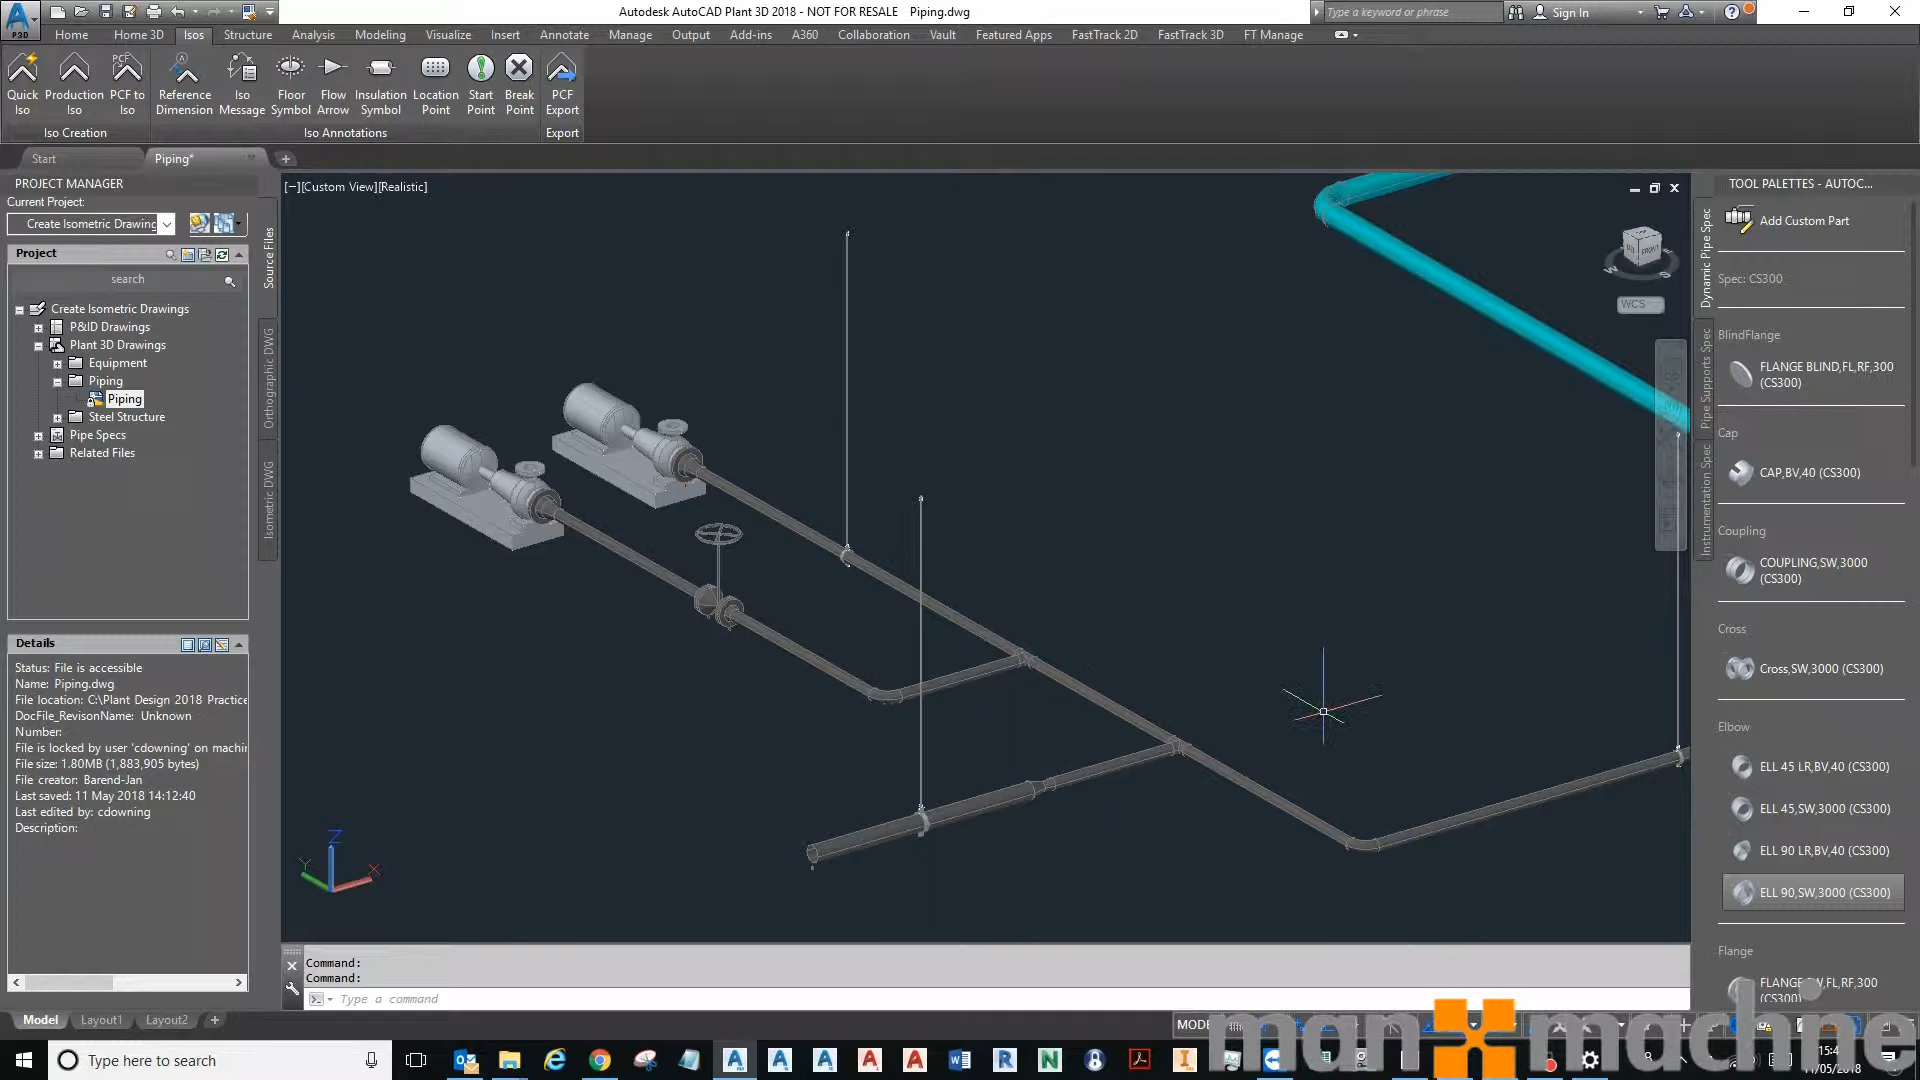 Autodesk AutoCAD Plant 3D 2018 - NOT FOR RESALE Piping.dwg
Type a keyword or phrase
Sign In
P3D
Home
Home 3D
Isos
Structure
Analysis
Modeling
Visualize
Insert
Annotate
Manage
Output
Add-ins
A360
Collaboration
Vault
Featured Apps
FastTrack 2D
FastTrack 3D
FT Manage
Quick Iso
Production Iso
PCF to Iso
Reference Dimension
Iso Message
Floor Symbol
Flow Arrow
Insulation Symbol
Location Point
Start Point
Break Point
PCF Export
Iso Creation
Iso Annotations
Export
Start
Piping*
PROJECT MANAGER
Current Project:
Create Isometric Drawing
Project
search
Create Isometric Drawings
P&ID Drawings
Plant 3D Drawings
Equipment
Piping
Piping
Steel Structure
Pipe Specs
Related Files
Source Files
Orthographic DWG
Isometric DWG
Details
Status: File is accessible
Name: Piping.dwg
File location: C:\Plant Design 2018 Practice
DocFile_RevisonName: Unknown
Number:
File is locked by user 'cdowning' on machin
File size: 1.80MB (1,883,905 bytes)
File creator: Barend-Jan
Last saved: 11 May 2018 14:12:40
Last edited by: cdowning
Description:
[−][Custom View][Realistic]
FRONT
W
S
WCS
Z
Y
X
TOOL PALETTES - AUTOC...
Dynamic Pipe Spec
Pipe Supports Spec
Instrumentation Spec
Add Custom Part
Spec: CS300
BlindFlange
FLANGE BLIND,FL,RF,300 (CS300)
Cap
CAP,BV,40 (CS300)
Coupling
COUPLING,SW,3000 (CS300)
Cross
Cross,SW,3000 (CS300)
Elbow
ELL 45 LR,BV,40 (CS300)
ELL 45,SW,3000 (CS300)
ELL 90 LR,BV,40 (CS300)
ELL 90,SW,3000 (CS300)
Flange
Command:
Command:
Type a command
Model
Layout1
Layout2
man machine
Type here to search